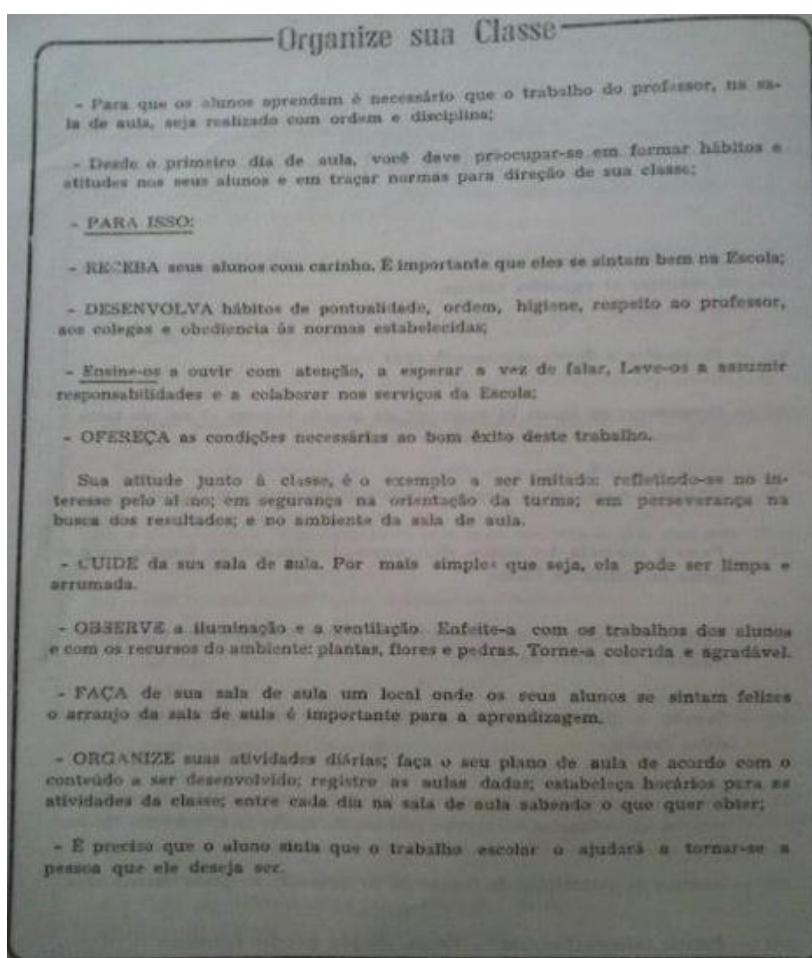 Organize sua Classe
- Para que os alunos aprendam é necessário que o trabalho do professor, na sa-
la de aula, seja realizado com ordem e disciplina;
- Desde o primeiro dia de aula, você deve preocupar-se em formar hábitos e
atitudes nos seus alunos e em traçar normas para direção de sua classe;
- PARA ISSO:
- RECEBA seus alunos com carinho. É importante que eles se sintam bem na Escola;
- DESENVOLVA hábitos de pontualidade, ordem, higiene, respeito ao professor,
aos colegas e obediencia às normas estabelecidas;
- Ensine-os a ouvir com atenção, a esperar a vez de falar, Leve-os a assumir
responsabilidades e a colaborar nos serviços da Escola;
- OFEREÇA as condições necessárias ao bom êxito deste trabalho.
Sua atitude junto à classe, é o exemplo a ser imitado: refletindo-se no in-
teresse pelo aluno; em segurança na orientação da turma; em perseverança na
busca dos resultados; e no ambiente da sala de aula.
- CUIDE da sua sala de aula. Por mais simples que seja, ela pode ser limpa e
arrumada.
- OBSERVE a iluminação e a ventilação. Enfeite-a com os trabalhos dos alunos
e com os recursos do ambiente: plantas, flores e pedras. Torne-a colorida e agradável.
- FAÇA de sua sala de aula um local onde os seus alunos se sintam felizes
o arranjo da sala de aula é importante para a aprendizagem.
- ORGANIZE suas atividades diárias; faça o seu plano de aula de acordo com o
conteúdo a ser desenvolvido; registre as aulas dadas; estabeleça horários para as
atividades da classe; entre cada dia na sala de aula sabendo o que quer obter;
- É preciso que o aluno sinta que o trabalho escolar o ajudará a tornar-se a
pessoa que ele deseja ser.